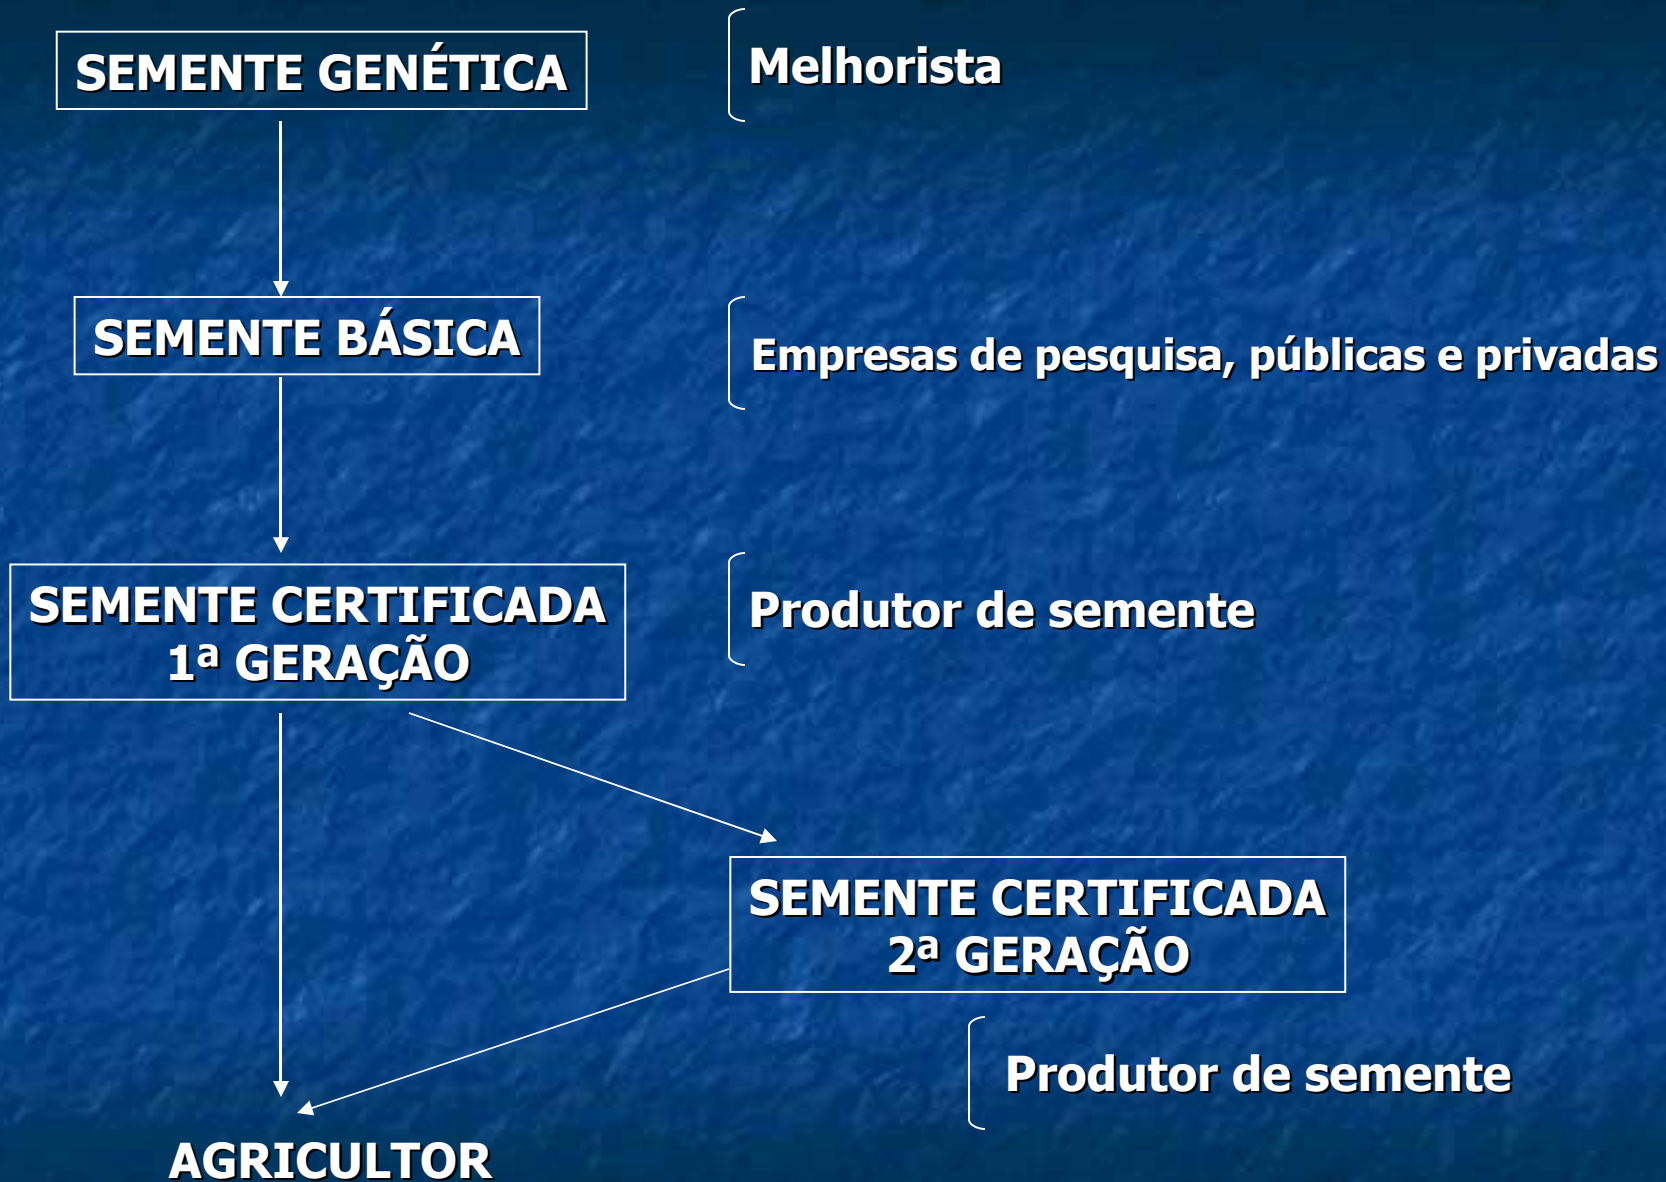 SEMENTE GENÉTICA
Melhorista
SEMENTE BÁSICA
Empresas de pesquisa, públicas e privadas
SEMENTE CERTIFICADA
1ª GERAÇÃO
Produtor de semente
SEMENTE CERTIFICADA
2ª GERAÇÃO
Produtor de semente
AGRICULTOR